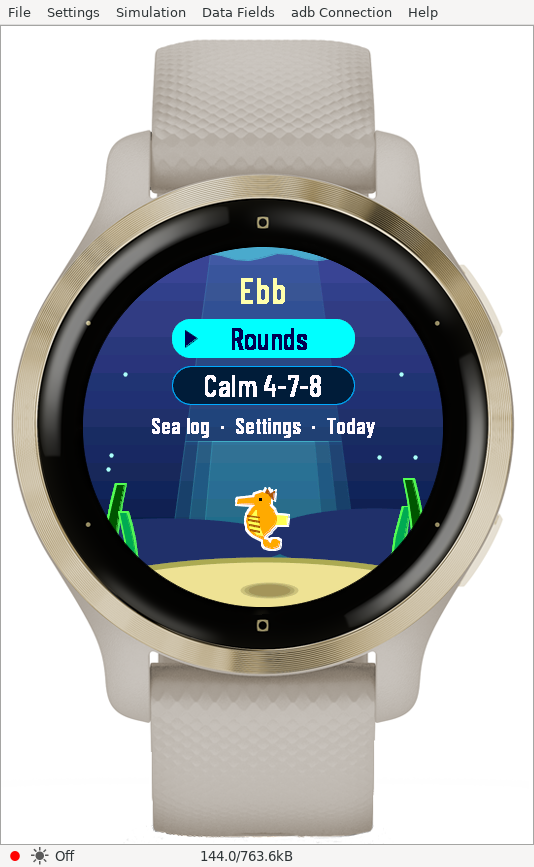 File Settings Simulation Data Fields adb Connection Help
Ebb
Rounds
Calm 4-7-8
Sea log · Settings · Today
Off 144.0/763.6kB